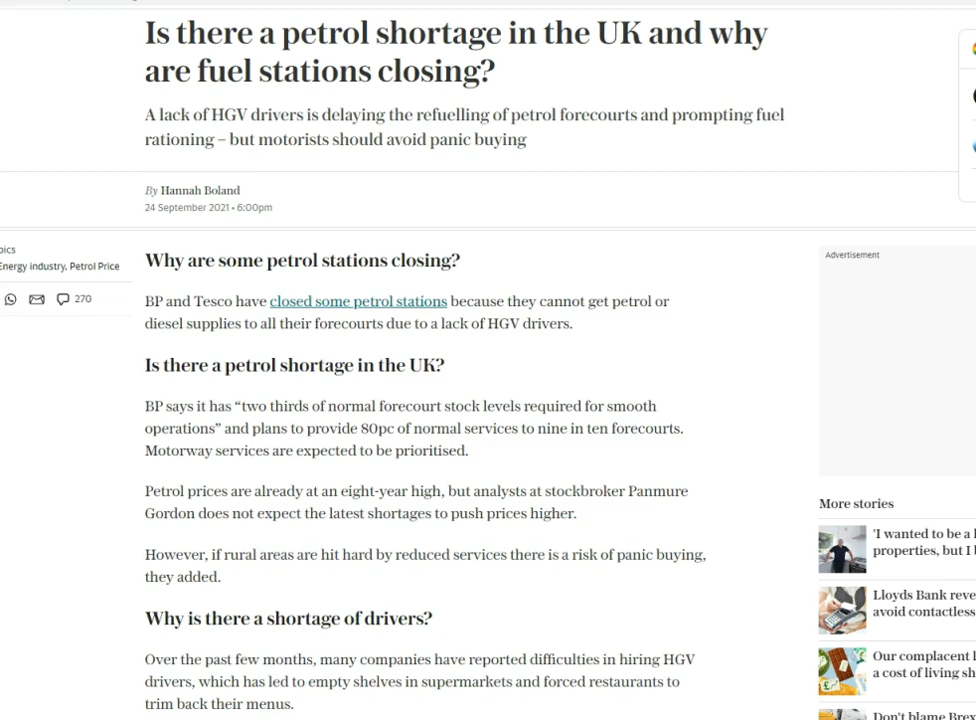 Is there a petrol shortage in the UK and why
are fuel stations closing?
A lack of HGV drivers is delaying the refuelling of petrol forecourts and prompting fuel
rationing – but motorists should avoid panic buying
By Hannah Boland
24 September 2021 • 6:00pm
Energy industry, Petrol Price
270
Why are some petrol stations closing?
BP and Tesco have closed some petrol stations because they cannot get petrol or
diesel supplies to all their forecourts due to a lack of HGV drivers.
Is there a petrol shortage in the UK?
BP says it has “two thirds of normal forecourt stock levels required for smooth
operations” and plans to provide 80pc of normal services to nine in ten forecourts.
Motorway services are expected to be prioritised.
Petrol prices are already at an eight-year high, but analysts at stockbroker Panmure
Gordon does not expect the latest shortages to push prices higher.
However, if rural areas are hit hard by reduced services there is a risk of panic buying,
they added.
Why is there a shortage of drivers?
Over the past few months, many companies have reported difficulties in hiring HGV
drivers, which has led to empty shelves in supermarkets and forced restaurants to
trim back their menus.
Advertisement
More stories
'I wanted to be a
properties, but I
Lloyds Bank
avoid contactless
Our complacent
a cost of living
Don't blame